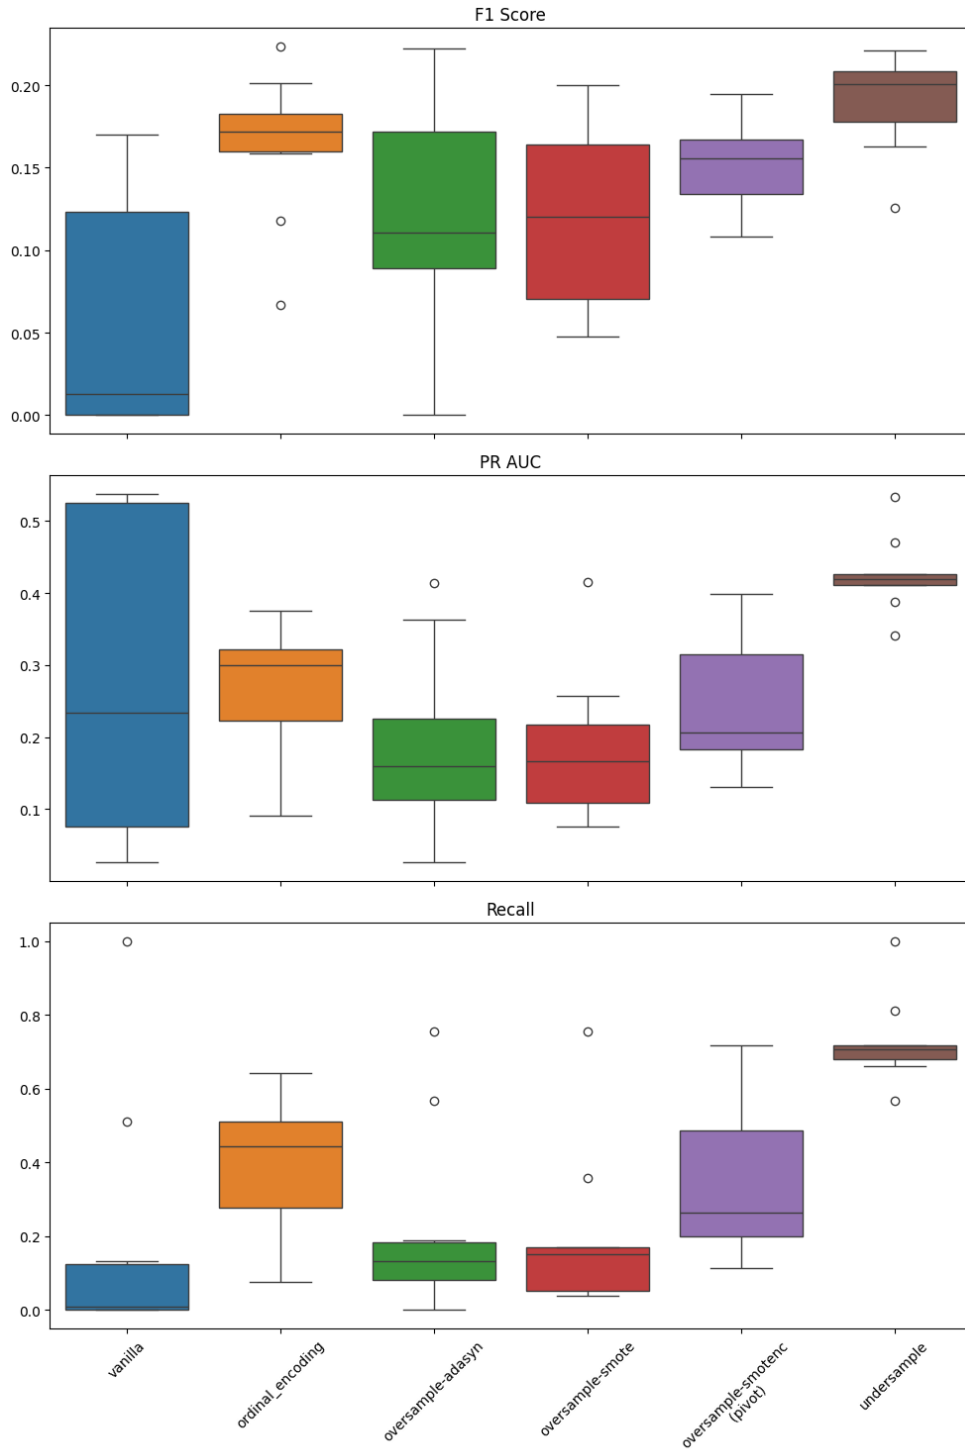 F1 Score
0.20
0.15
0.10
0.05
0.00
PR AUC
0.5
0.4
0.3
0.2
0.1
Recall
1.0
0.8
0.6
0.4
0.2
0.0
vanilla
ordinal_encoding
oversample-adasyn
oversample-smote
oversample-smotenc
(pivot)
undersample